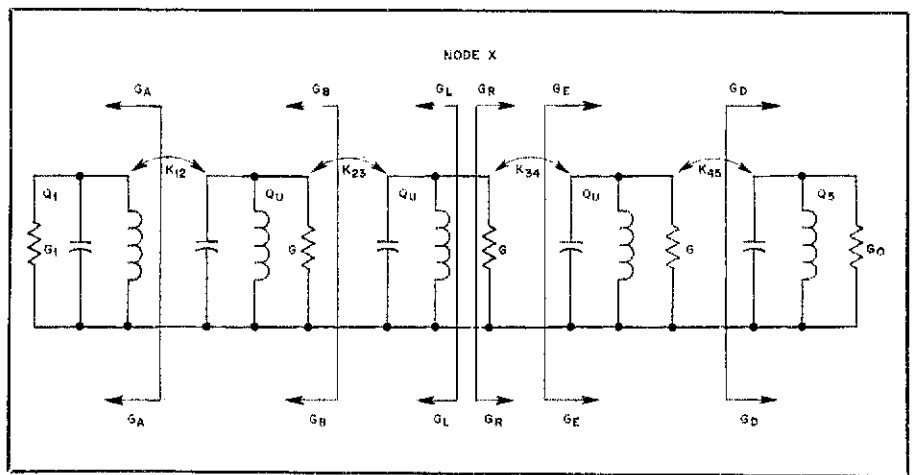 NODE X
GA GB GL GR GE GD
K12 K23 K34 K45
Q1 QU QU QU Q5
G1 G G G GO
GA GB GL GR GE GD